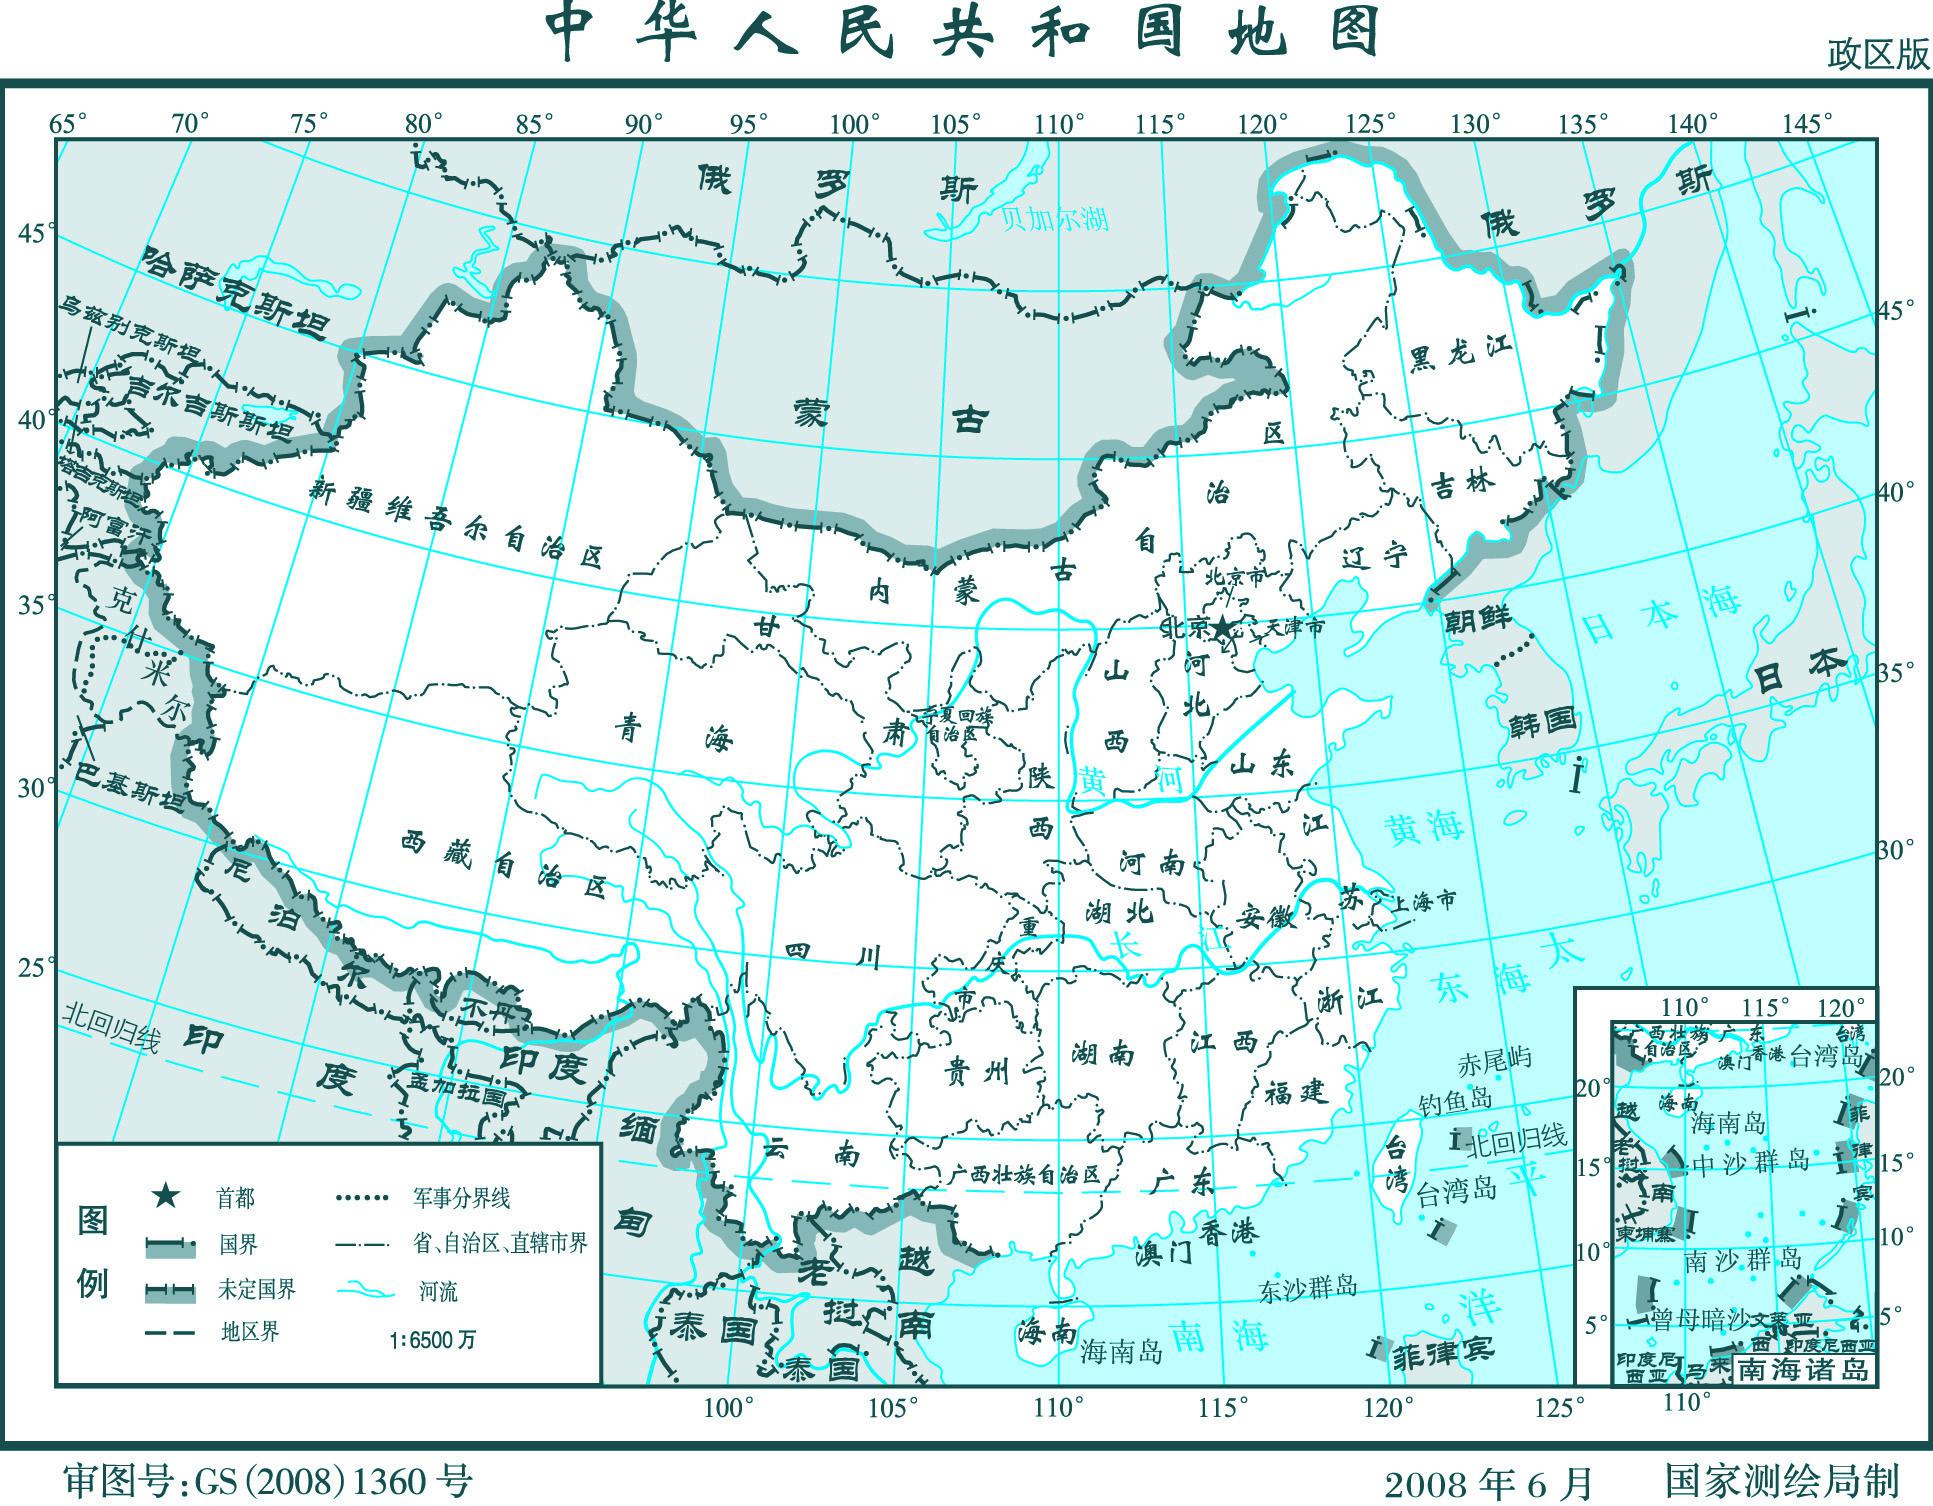 中华人民共和国地图
政区版
65° 70° 75° 80° 85° 90° 95° 100° 105° 110° 115° 120° 125° 130° 135° 140° 145°
45°
40°
35°
30°
25°
45°
40°
35°
30°
俄罗斯
贝加尔湖
俄罗斯
哈萨克斯坦
乌兹别克斯坦
吉尔吉斯斯坦
塔吉克斯坦
阿富汗
克什米尔
巴基斯坦
蒙古
黑龙江
吉林
辽宁
新疆维吾尔自治区
内蒙古自治区
北京市
北京
天津市
朝鲜
韩国
日本海
日本
甘肃
青海
宁夏回族
自治区
山西
河北
山东
陕西
黄河
黄海
西藏自治区
河南
江苏
安徽
上海市
湖北
长江
四川
重庆市
浙江
东海
太平洋
尼泊尔
不丹
印度
印度
孟加拉国
北回归线
贵州
湖南
江西
福建
赤尾屿
钓鱼岛
北回归线
台湾
台湾岛
缅甸
云南
广西壮族自治区
广东
香港
澳门
东沙群岛
老挝
越南
泰国
泰国
海南
海南岛
南海
菲律宾
图例
首都
国界
未定国界
地区界
军事分界线
省、自治区、直辖市界
河流
1:6500万
100° 105° 110° 115° 120° 125°
110° 115° 120°
广西壮族
自治区
广东
澳门
香港
台湾
台湾岛
20°
15°
10°
5°
20°
15°
10°
5°
越南
老挝
柬埔寨
海南
海南岛
中沙群岛
菲律宾
南沙群岛
曾母暗沙
文莱
印度尼西亚
印度尼
西亚
南海诸岛
110°
审图号:GS(2008)1360号
2008年6月
国家测绘局制